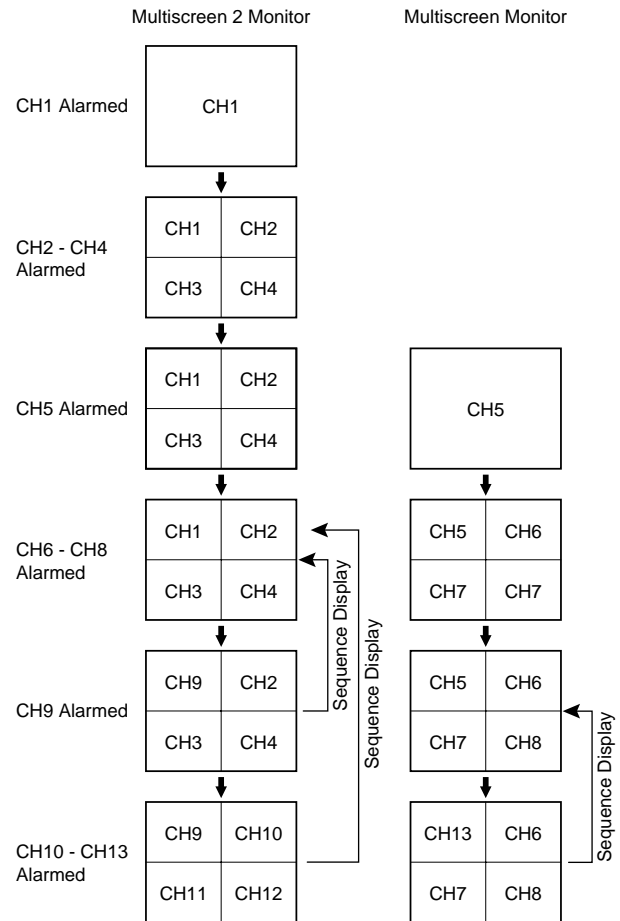 Multiscreen 2 Monitor
Multiscreen Monitor
CH1 Alarmed
CH1
CH2 - CH4
Alarmed
CH1 CH2
CH3 CH4
CH5 Alarmed
CH1 CH2
CH3 CH4
CH5
CH6 - CH8
Alarmed
CH1 CH2
CH3 CH4
CH5 CH6
CH7 CH7
CH9 Alarmed
CH9 CH2
CH3 CH4
Sequence Display
Sequence Display
CH5 CH6
CH7 CH8
CH10 - CH13
Alarmed
CH9 CH10
CH11 CH12
CH13 CH6
CH7 CH8
Sequence Display